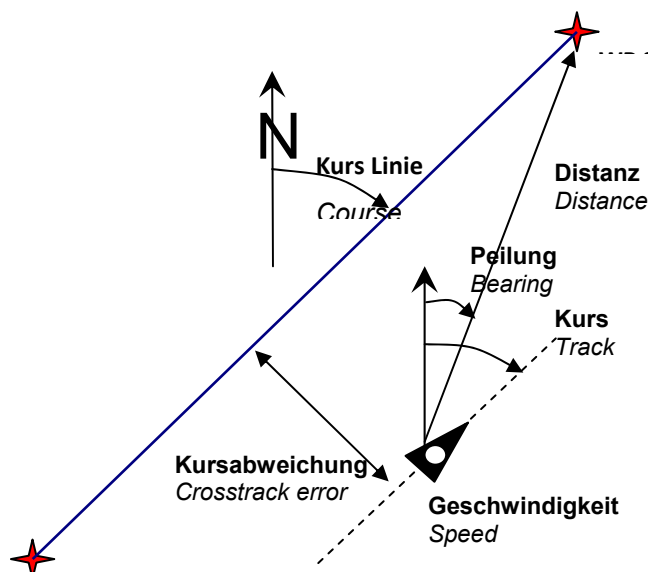 N
Kurs Linie
Course
Distanz
Distance
Peilung
Bearing
Kurs
Track
Kursabweichung
Crosstrack error
Geschwindigkeit
Speed